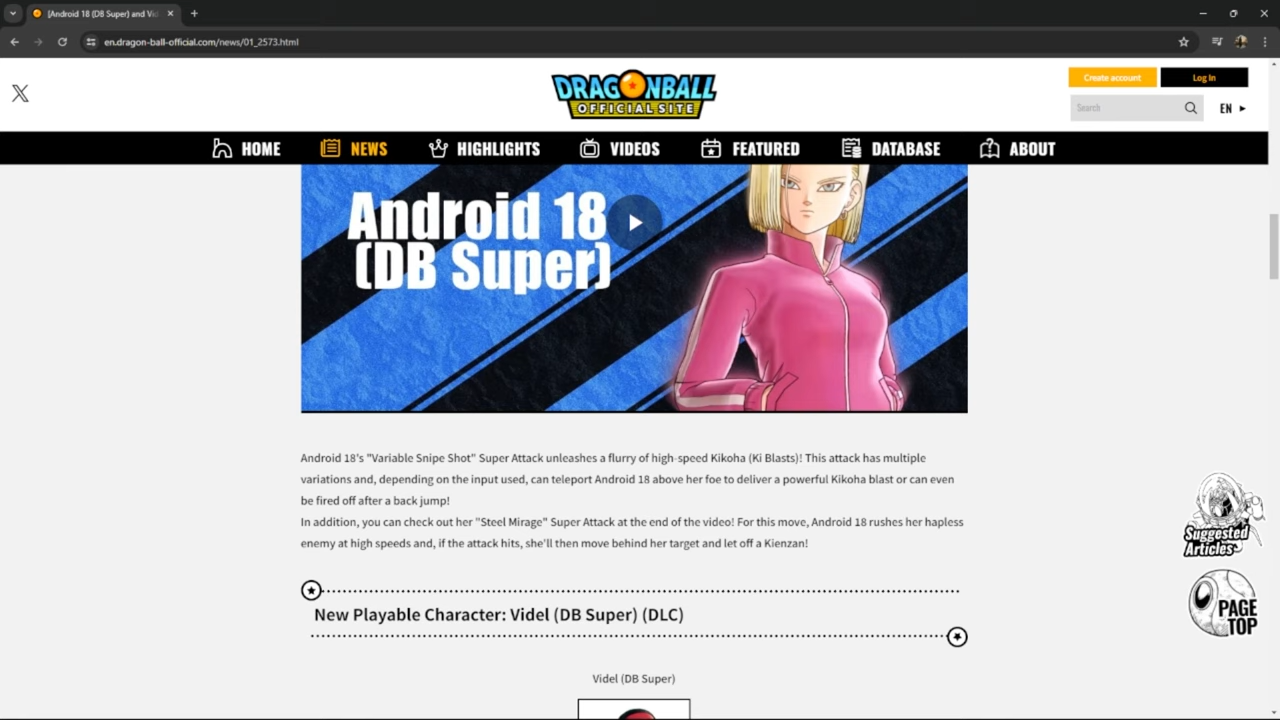 [Android 18 (DB Super) and Vid
en.dragon-ball-official.com/news/01_2573.html
DRAGONBALL
OFFICIAL SITE
Create account
Log In
Search
EN
HOME
NEWS
HIGHLIGHTS
VIDEOS
FEATURED
DATABASE
ABOUT
Android 18
(DB Super)
Android 18's "Variable Snipe Shot" Super Attack unleashes a flurry of high-speed Kikoha (Ki Blasts)! This attack has multiple
variations and, depending on the input used, can teleport Android 18 above her foe to deliver a powerful Kikoha blast or can even
be fired off after a back jump!
In addition, you can check out her "Steel Mirage" Super Attack at the end of the video! For this move, Android 18 rushes her hapless
enemy at high speeds and, if the attack hits, she'll then move behind her target and let off a Kienzan!
Suggested
Articles
PAGE
TOP
New Playable Character: Videl (DB Super) (DLC)
Videl (DB Super)